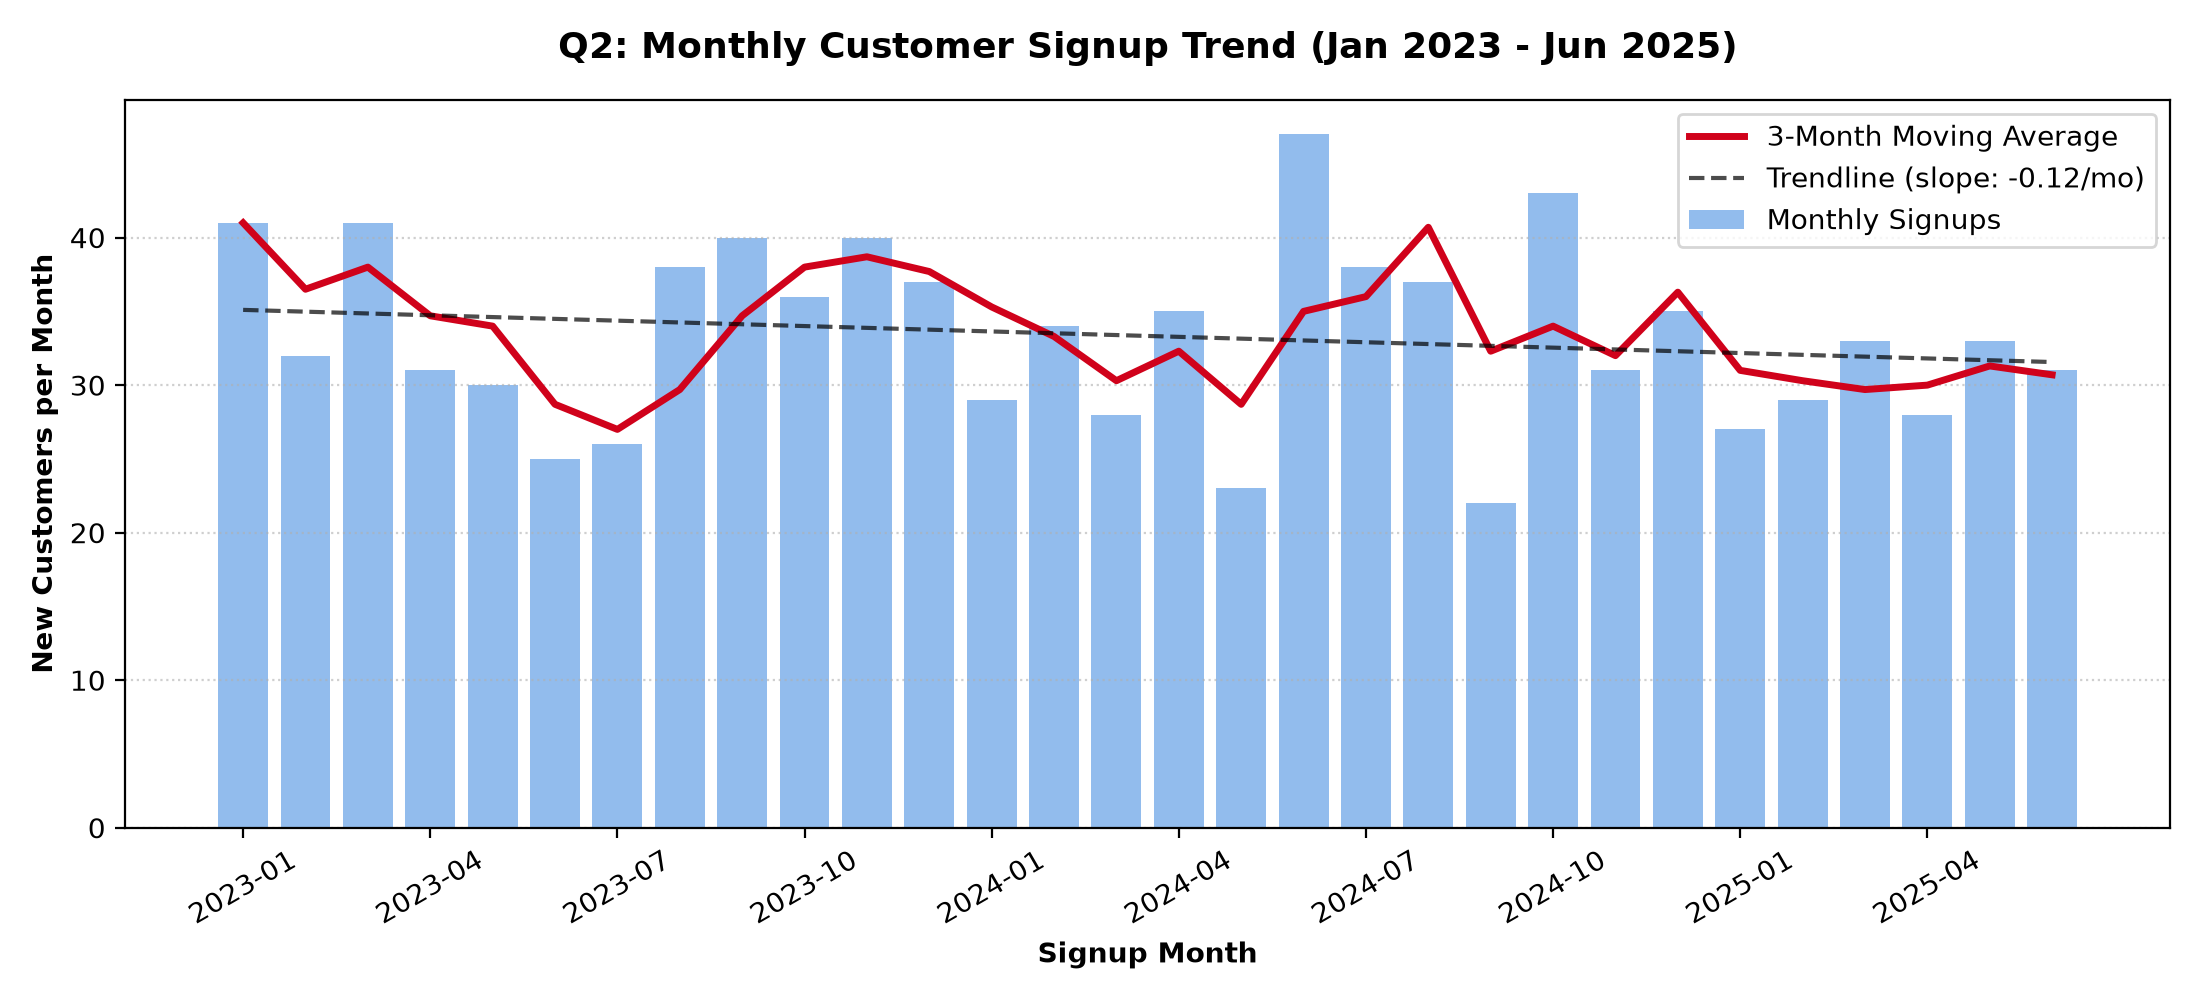 Q2: Monthly Customer Signup Trend (Jan 2023 - Jun 2025)
3-Month Moving Average
Trendline (slope: -0.12/mo)
Monthly Signups
New Customers per Month
40
30
20
10
0
2023-01
2023-04
2023-07
2023-10
2024-01
2024-04
2024-07
2024-10
2025-01
2025-04
Signup Month